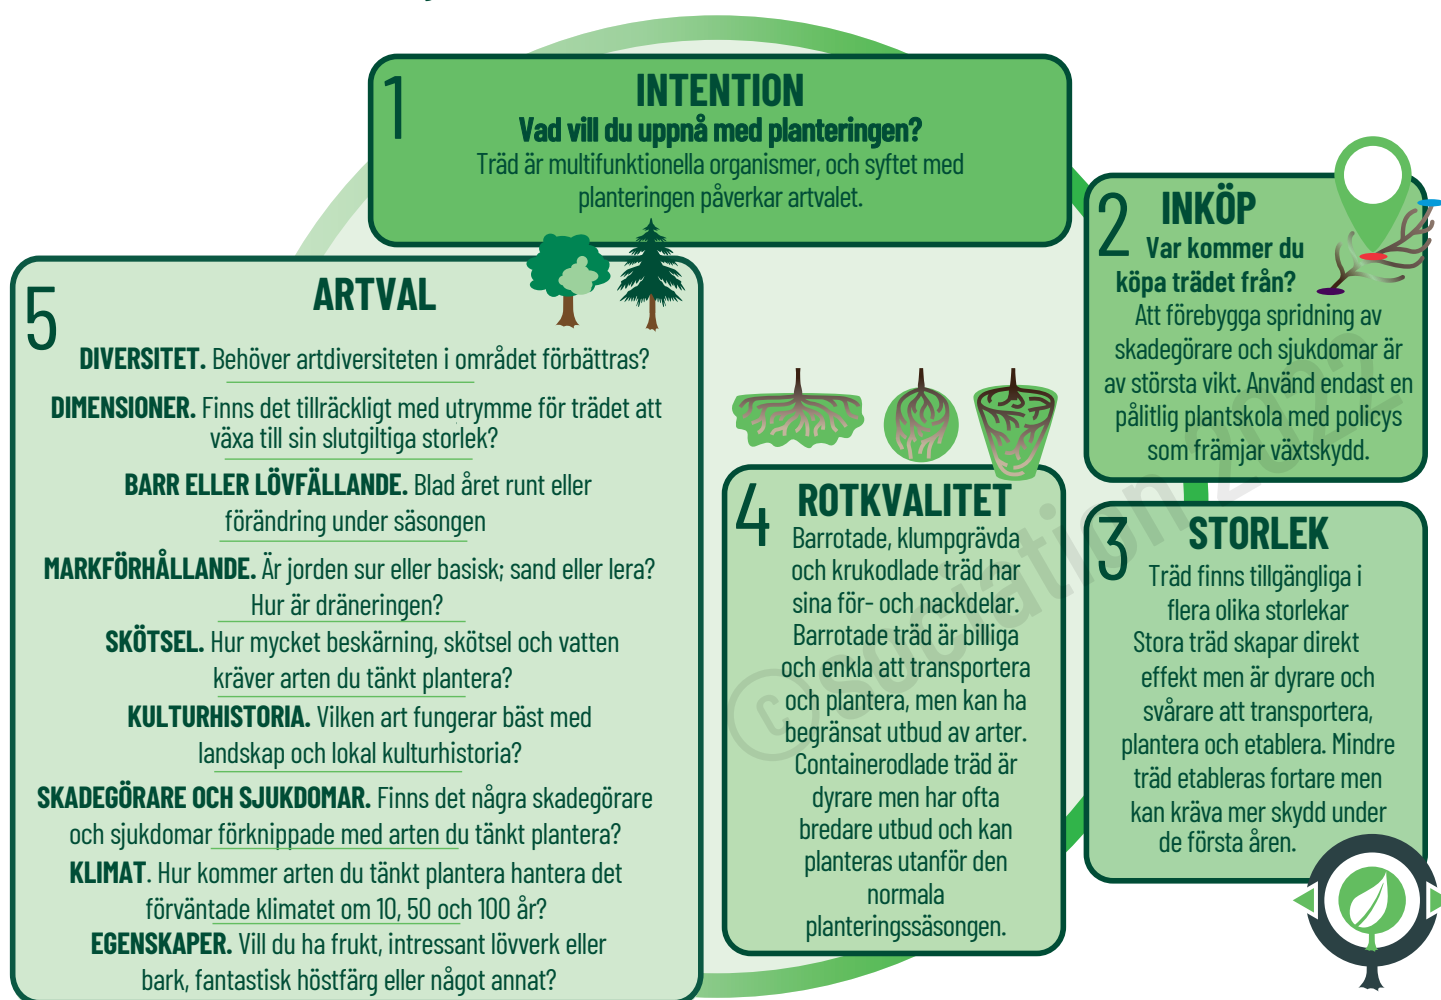 1
INTENTION
Vad vill du uppnå med planteringen?
Träd är multifunktionella organismer, och syftet med
planteringen påverkar artvalet.
2
INKÖP
Var kommer du
köpa trädet från?
Att förebygga spridning av
skadegörare och sjukdomar är
av största vikt. Använd endast en
pålitlig plantskola med policys
som främjar växtskydd.
3
STORLEK
Träd finns tillgängliga i
flera olika storlekar
Stora träd skapar direkt
effekt men är dyrare och
svårare att transportera,
plantera och etablera. Mindre
träd etableras fortare men
kan kräva mer skydd under
de första åren.
4
ROTKVALITET
Barrotade, klumpgrävda
och krukodlade träd har
sina för- och nackdelar.
Barrotade träd är billiga
och enkla att transportera
och plantera, men kan ha
begränsat utbud av arter.
Containerodlade träd är
dyrare men har ofta
bredare utbud och kan
planteras utanför den
normala
planteringssäsongen.
5
ARTVAL
DIVERSITET. Behöver artdiversiteten i området förbättras?
DIMENSIONER. Finns det tillräckligt med utrymme för trädet att
växa till sin slutgiltiga storlek?
BARR ELLER LÖVFÄLLANDE. Blad året runt eller
förändring under säsongen
MARKFÖRHÅLLANDE. Är jorden sur eller basisk; sand eller lera?
Hur är dräneringen?
SKÖTSEL. Hur mycket beskärning, skötsel och vatten
kräver arten du tänkt plantera?
KULTURHISTORIA. Vilken art fungerar bäst med
landskap och lokal kulturhistoria?
SKADEGÖRARE OCH SJUKDOMAR. Finns det några skadegörare
och sjukdomar förknippade med arten du tänkt plantera?
KLIMAT. Hur kommer arten du tänkt plantera hantera det
förväntade klimatet om 10, 50 och 100 år?
EGENSKAPER. Vill du ha frukt, intressant lövverk eller
bark, fantastisk höstfärg eller något annat?
©sociation 2022